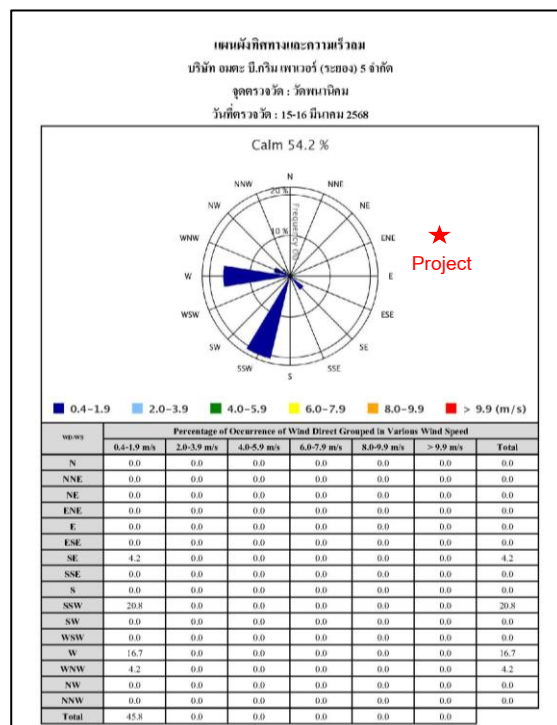 แผนผังทิศทางและความเร็วลม
บริษัท อมตะ บี.กริม เพาเวอร์ (ระยอง) 5 จำกัด
จุดตรวจวัด : วัดพนานิคม
วันที่ตรวจวัด : 15-16 มีนาคม 2568
Calm 54.2 %
N
NNW NNE
20 %
NW NE
Frequency (%)
WNW 10 % ENE
Project
W E
WSW ESE
SW SE
SSW SSE
S
0.4-1.9 2.0-3.9 4.0-5.9 6.0-7.9 8.0-9.9 > 9.9 (m/s)
WD/WS Percentage of Occurrence of Wind Direct Grouped in Various Wind Speed
0.4-1.9 m/s 2.0-3.9 m/s 4.0-5.9 m/s 6.0-7.9 m/s 8.0-9.9 m/s > 9.9 m/s Total
N 0.0 0.0 0.0 0.0 0.0 0.0 0.0
NNE 0.0 0.0 0.0 0.0 0.0 0.0 0.0
NE 0.0 0.0 0.0 0.0 0.0 0.0 0.0
ENE 0.0 0.0 0.0 0.0 0.0 0.0 0.0
E 0.0 0.0 0.0 0.0 0.0 0.0 0.0
ESE 0.0 0.0 0.0 0.0 0.0 0.0 0.0
SE 4.2 0.0 0.0 0.0 0.0 0.0 4.2
SSE 0.0 0.0 0.0 0.0 0.0 0.0 0.0
S 0.0 0.0 0.0 0.0 0.0 0.0 0.0
SSW 20.8 0.0 0.0 0.0 0.0 0.0 20.8
SW 0.0 0.0 0.0 0.0 0.0 0.0 0.0
WSW 0.0 0.0 0.0 0.0 0.0 0.0 0.0
W 16.7 0.0 0.0 0.0 0.0 0.0 16.7
WNW 4.2 0.0 0.0 0.0 0.0 0.0 4.2
NW 0.0 0.0 0.0 0.0 0.0 0.0 0.0
NNW 0.0 0.0 0.0 0.0 0.0 0.0 0.0
Total 45.8 0.0 0.0 0.0 0.0 0.0